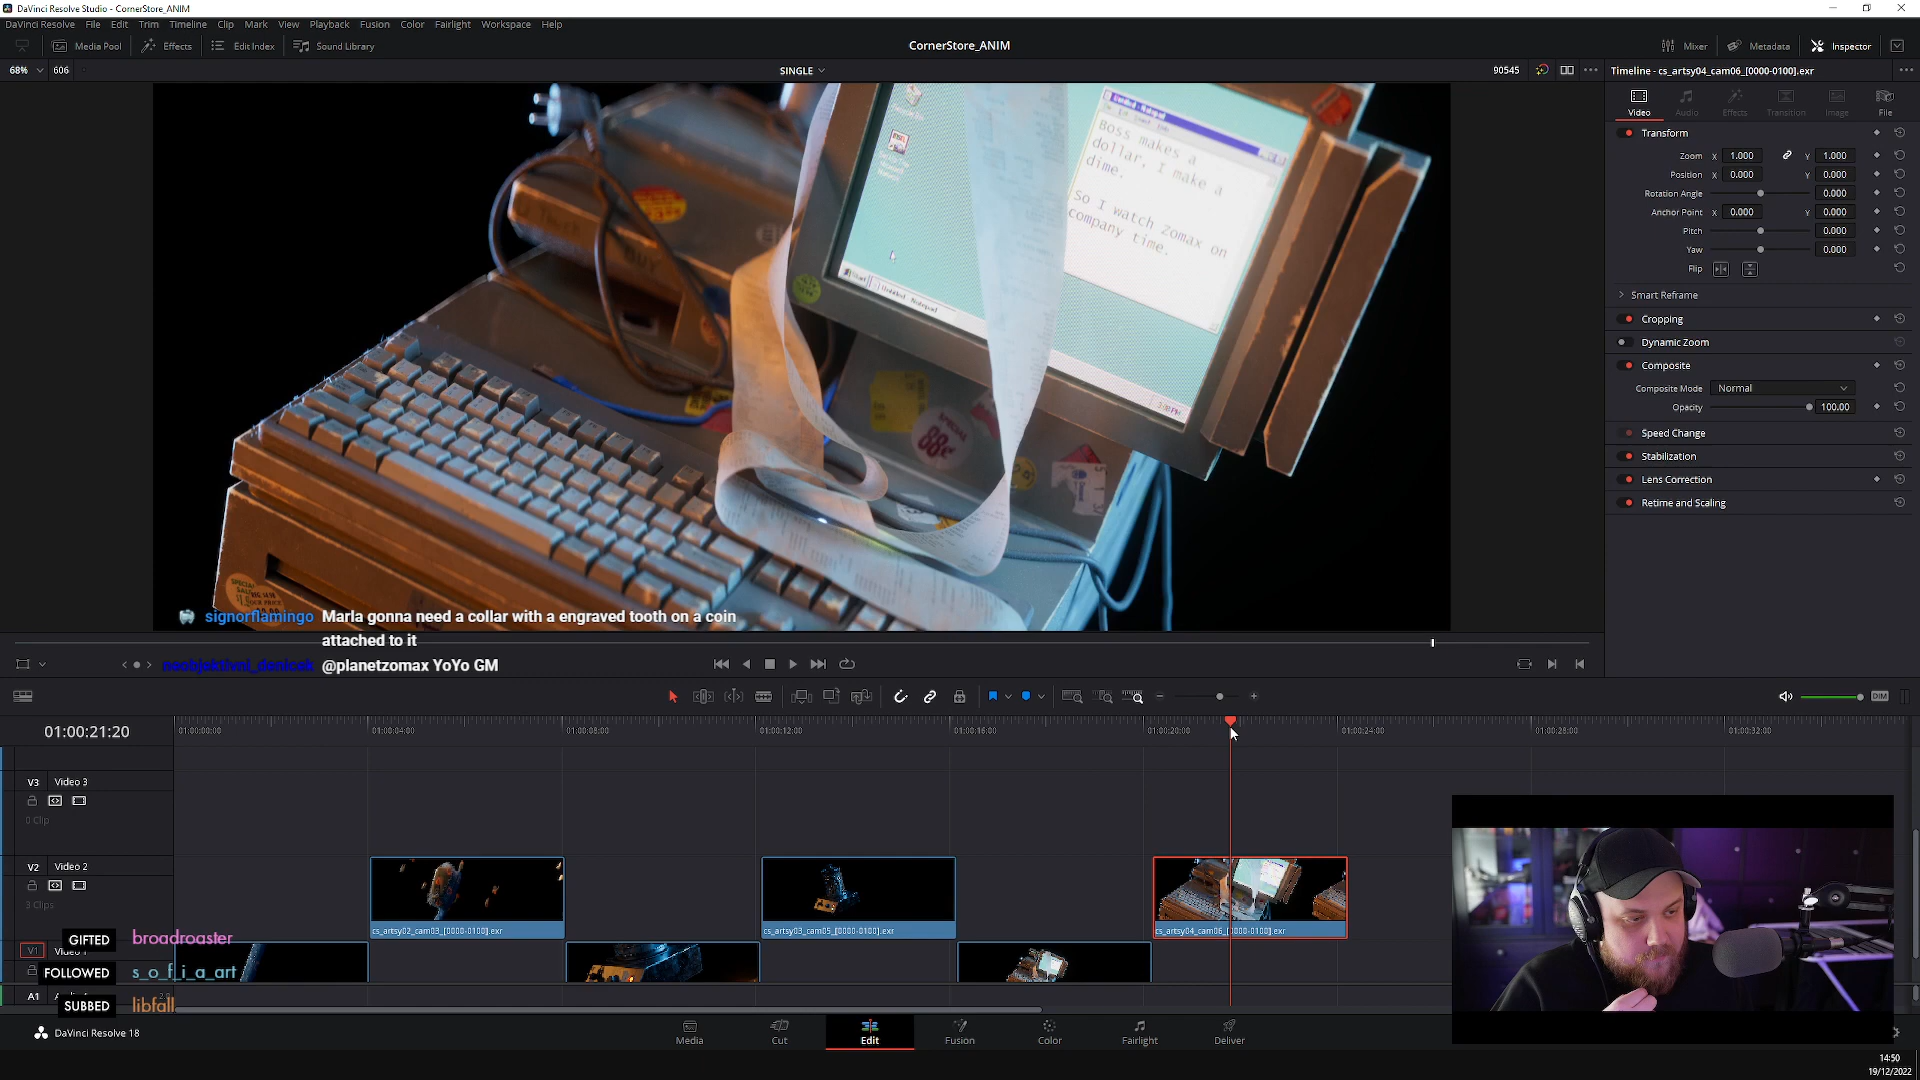 DaVinci Resolve Studio - CornerStore_ANIM
DaVinci Resolve File Edit Trim Timeline Clip Mark View Playback Fusion Color Fairlight Workspace Help
Media Pool Effects Edit Index Sound Library
CornerStore_ANIM
Mixer Metadata Inspector
68% 606
SINGLE
90545
Timeline - cs_artsy04_cam06_[0000-0100].exr
Video Audio Effects Transition Image File
Transform
Zoom X 1.000 Y 1.000
Position X 0.000 Y 0.000
Rotation Angle 0.000
Anchor Point X 0.000 Y 0.000
Pitch 0.000
Yaw 0.000
Flip
Smart Reframe
Cropping
Dynamic Zoom
Composite
Composite Mode Normal
Opacity 100.00
Speed Change
Stabilization
Lens Correction
Retime and Scaling
Untitled - Notepad
Boss makes a
dollar, I make a
dime.
So I watch Zomax on
company time.
Start Untitled - Notepad
BUY
SPECIAL
88¢
SPECIAL
signorflamingo Marla gonna need a collar with a engraved tooth on a coin
attached to it
@planetzomax YoYo GM
DIM
01:00:21:20
01:00:00:00 01:00:04:00 01:00:08:00 01:00:12:00 01:00:16:00 01:00:20:00 01:00:24:00 01:00:28:00 01:00:32:00
V3 Video 3
0 Clip
V2 Video 2
3 Clips
cs_artsy02_cam03_[0000-0100].exr
cs_artsy03_cam05_[0000-0100].exr
cs_artsy04_cam06_[0000-0100].exr
GIFTED broadroaster
V1
FOLLOWED s_o_f_i_a_art
A1
SUBBED libfall
DaVinci Resolve 18
Media Cut Edit Fusion Color Fairlight Deliver
14:50
19/12/2022